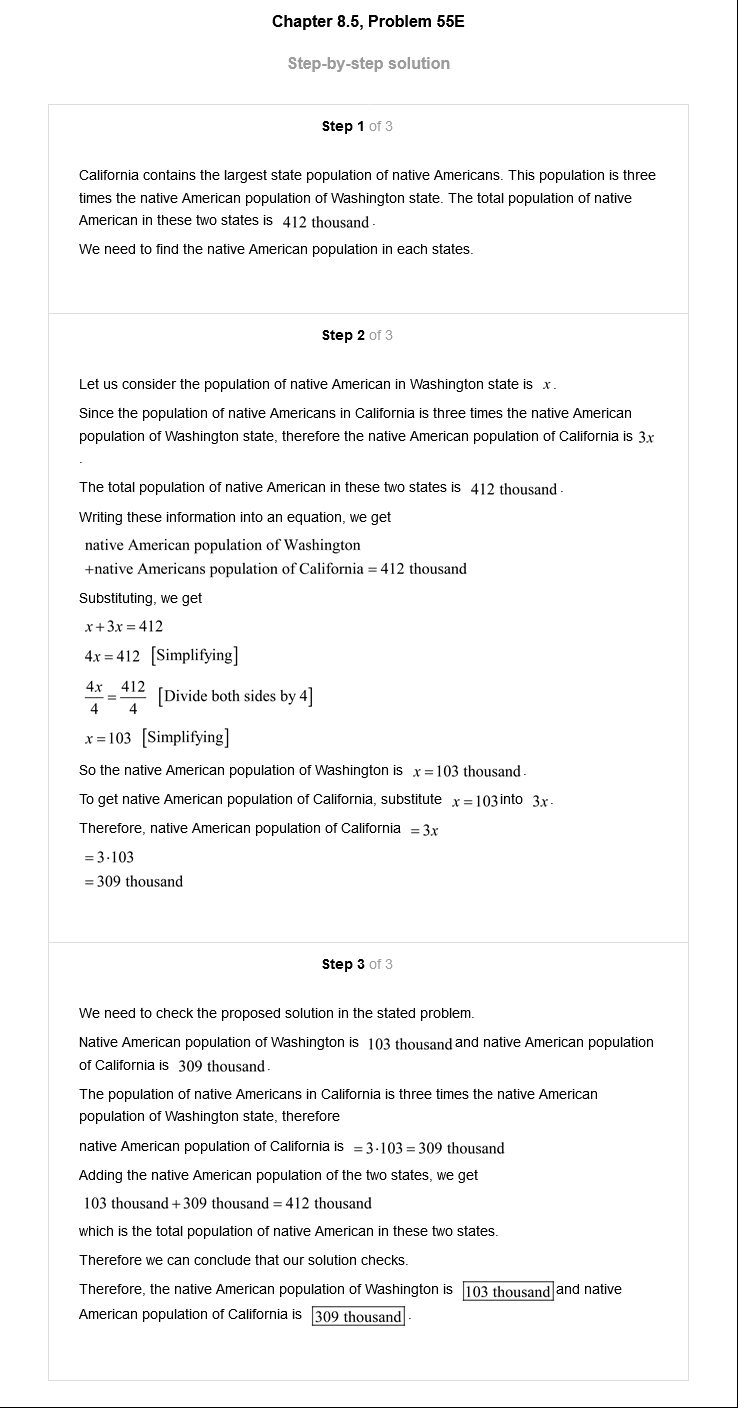 Chapter 8.5, Problem 55E
Step-by-step solution
Step 1 of 3
California contains the largest state population of native Americans. This population is three
times the native American population of Washington state. The total population of native
American in these two states is 412 thousand.
We need to find the native American population in each states.
Step 2 of 3
Let us consider the population of native American in Washington state is x.
Since the population of native Americans in California is three times the native American
population of Washington state, therefore the native American population of California is 3x
.
The total population of native American in these two states is 412 thousand.
Writing these information into an equation, we get
native American population of Washington
+native Americans population of California = 412 thousand
Substituting, we get
x + 3x = 412
4x = 412 [Simplifying]
4x/4 = 412/4 [Divide both sides by 4]
x = 103 [Simplifying]
So the native American population of Washington is x = 103 thousand.
To get native American population of California, substitute x = 103 into 3x.
Therefore, native American population of California = 3x
= 3·103
= 309 thousand
Step 3 of 3
We need to check the proposed solution in the stated problem.
Native American population of Washington is 103 thousand and native American population
of California is 309 thousand.
The population of native Americans in California is three times the native American
population of Washington state, therefore
native American population of California is = 3·103 = 309 thousand
Adding the native American population of the two states, we get
103 thousand + 309 thousand = 412 thousand
which is the total population of native American in these two states.
Therefore we can conclude that our solution checks.
Therefore, the native American population of Washington is 103 thousand and native
American population of California is 309 thousand.